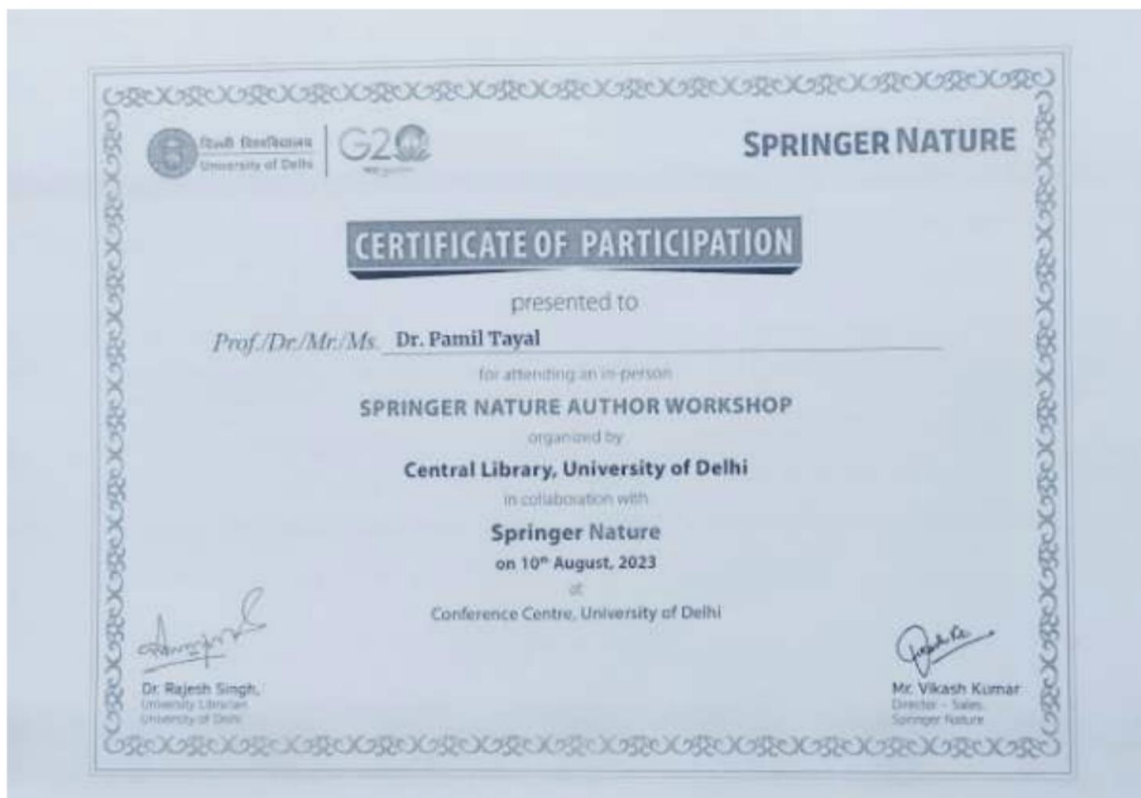 दिल्ली विश्वविद्यालय
University of Delhi
G20
SPRINGER NATURE
CERTIFICATE OF PARTICIPATION
presented to
Prof./Dr./Mr./Ms. Dr. Pamil Tayal
for attending an in-person
SPRINGER NATURE AUTHOR WORKSHOP
organized by
Central Library, University of Delhi
in collaboration with
Springer Nature
on 10th August, 2023
at
Conference Centre, University of Delhi
Dr. Rajesh Singh,
University Librarian
University of Delhi
Mr. Vikash Kumar
Director - Sales
Springer Nature